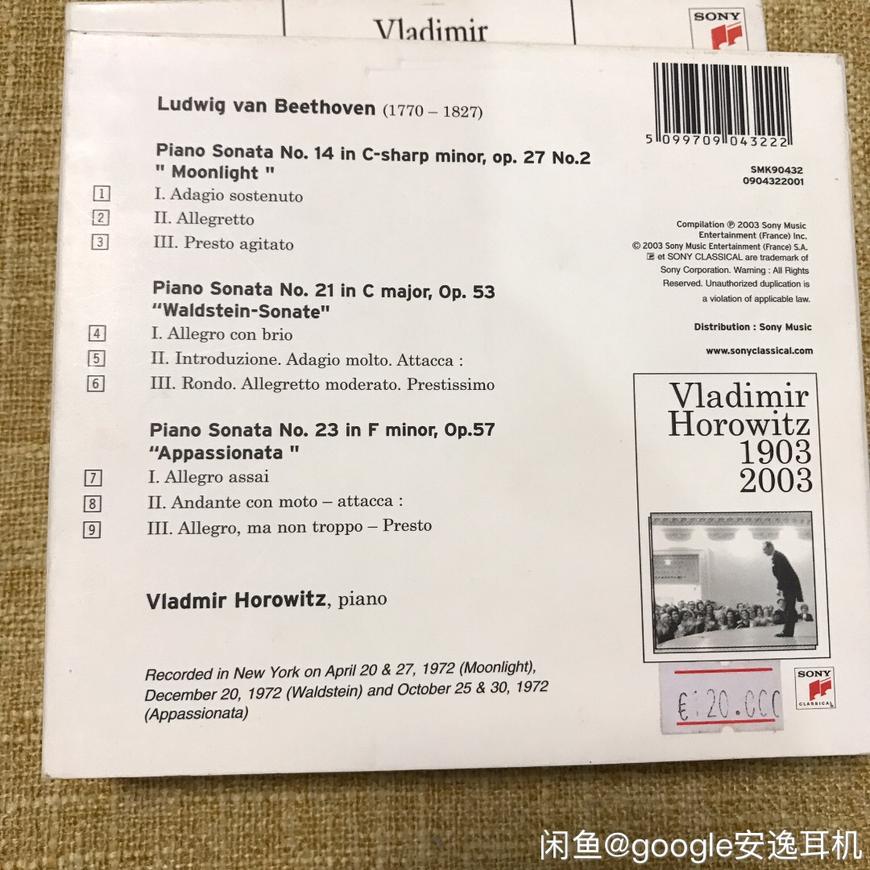 Vladimir
SONY
Ludwig van Beethoven (1770 – 1827)
Piano Sonata No. 14 in C-sharp minor, op. 27 No.2
" Moonlight "
1 I. Adagio sostenuto
2 II. Allegretto
3 III. Presto agitato
Piano Sonata No. 21 in C major, Op. 53
“Waldstein-Sonate"
4 I. Allegro con brio
5 II. Introduzione. Adagio molto. Attacca :
6 III. Rondo. Allegretto moderato. Prestissimo
Piano Sonata No. 23 in F minor, Op.57
“Appassionata "
7 I. Allegro assai
8 II. Andante con moto – attacca :
9 III. Allegro, ma non troppo – Presto
Vladmir Horowitz, piano
Recorded in New York on April 20 & 27, 1972 (Moonlight),
December 20, 1972 (Waldstein) and October 25 & 30, 1972
(Appassionata)
5 099709 043222
SMK90432
0904322001
Compilation ℗ 2003 Sony Music
Entertainment (France) Inc.
© 2003 Sony Music Entertainment (France) S.A.
et SONY CLASSICAL are trademark of
Sony Corporation. Warning : All Rights
Reserved. Unauthorized duplication is
a violation of applicable law.
Distribution : Sony Music
www.sonyclassical.com
Vladimir
Horowitz
1903
2003
€:20.00
SONY
CLASSICAL
闲鱼@google安逸耳机